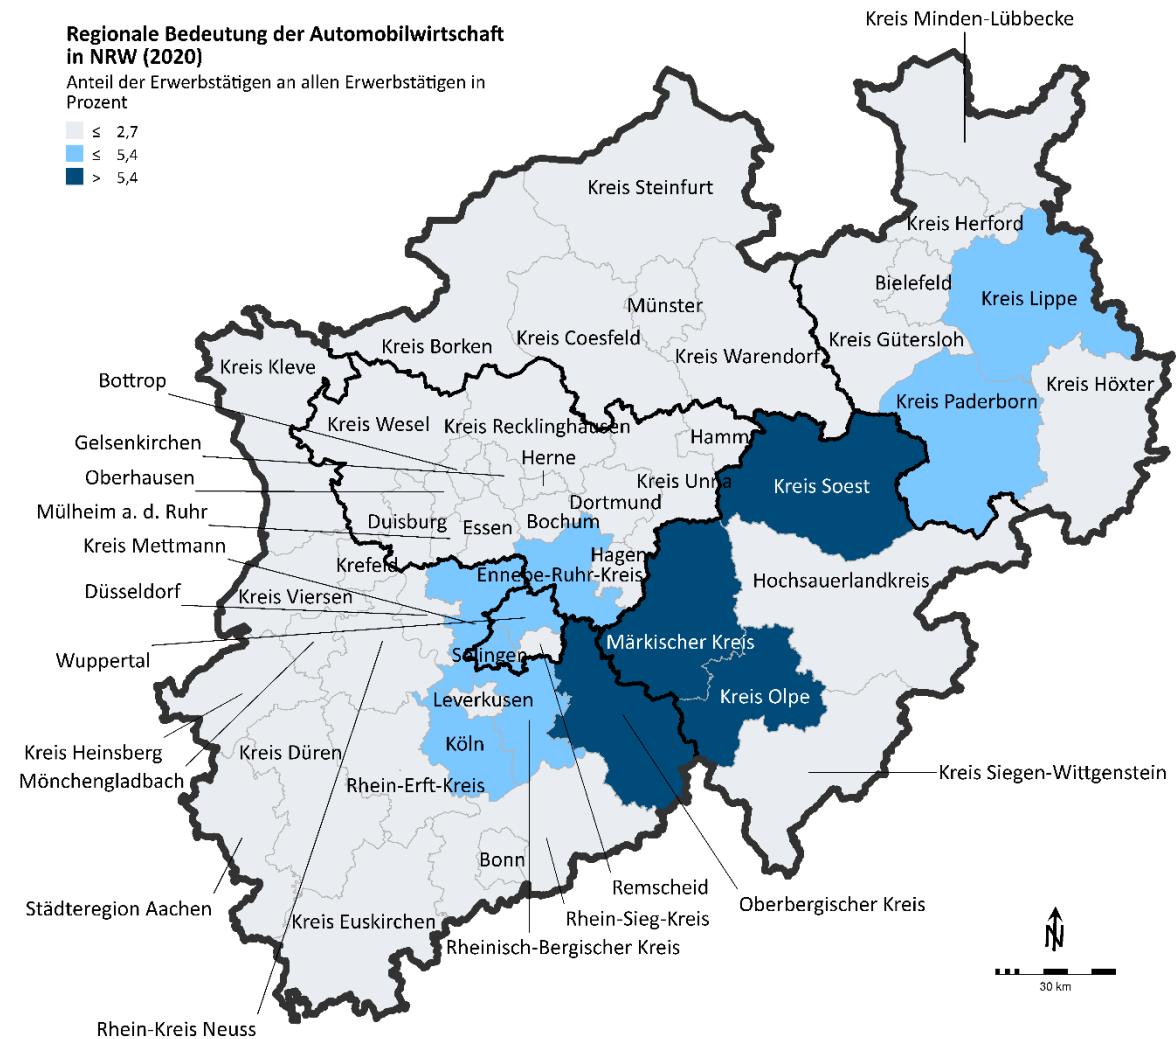 Regionale Bedeutung der Automobilwirtschaft
in NRW (2020)
Anteil der Erwerbstätigen an allen Erwerbstätigen in
Prozent
≤ 2,7
≤ 5,4
> 5,4
Kreis Minden-Lübbecke
Kreis Steinfurt
Kreis Herford
Bielefeld
Kreis Lippe
Münster
Kreis Coesfeld
Kreis Gütersloh
Kreis Borken
Kreis Warendorf
Kreis Kleve
Bottrop
Kreis Höxter
Kreis Paderborn
Kreis Wesel
Kreis Recklinghausen
Hamm
Gelsenkirchen
Herne
Oberhausen
Kreis Unna
Kreis Soest
Dortmund
Mülheim a. d. Ruhr
Duisburg
Essen
Bochum
Kreis Mettmann
Hagen
Krefeld
Ennepe-Ruhr-Kreis
Hochsauerlandkreis
Düsseldorf
Kreis Viersen
Märkischer Kreis
Wuppertal
Solingen
Kreis Olpe
Leverkusen
Köln
Kreis Heinsberg
Kreis Düren
Mönchengladbach
Kreis Siegen-Wittgenstein
Rhein-Erft-Kreis
Bonn
Remscheid
Oberbergischer Kreis
Städteregion Aachen
Rhein-Sieg-Kreis
Kreis Euskirchen
Rheinisch-Bergischer Kreis
N
30 km
Rhein-Kreis Neuss